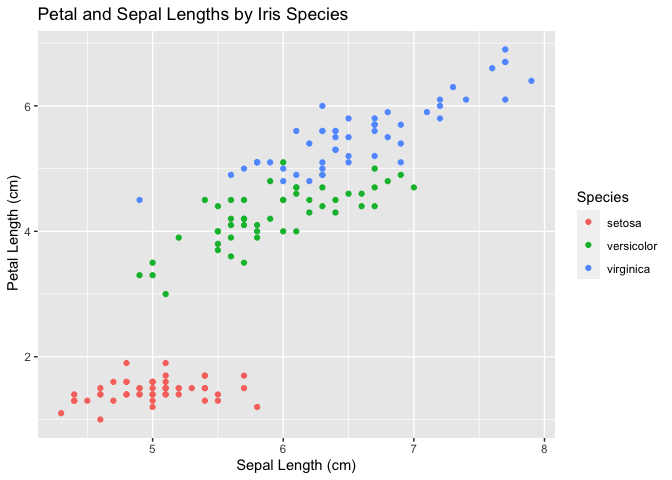 Petal and Sepal Lengths by Iris Species
Petal Length (cm)
6
4
2
5 6 7 8
Sepal Length (cm)
Species
setosa
versicolor
virginica